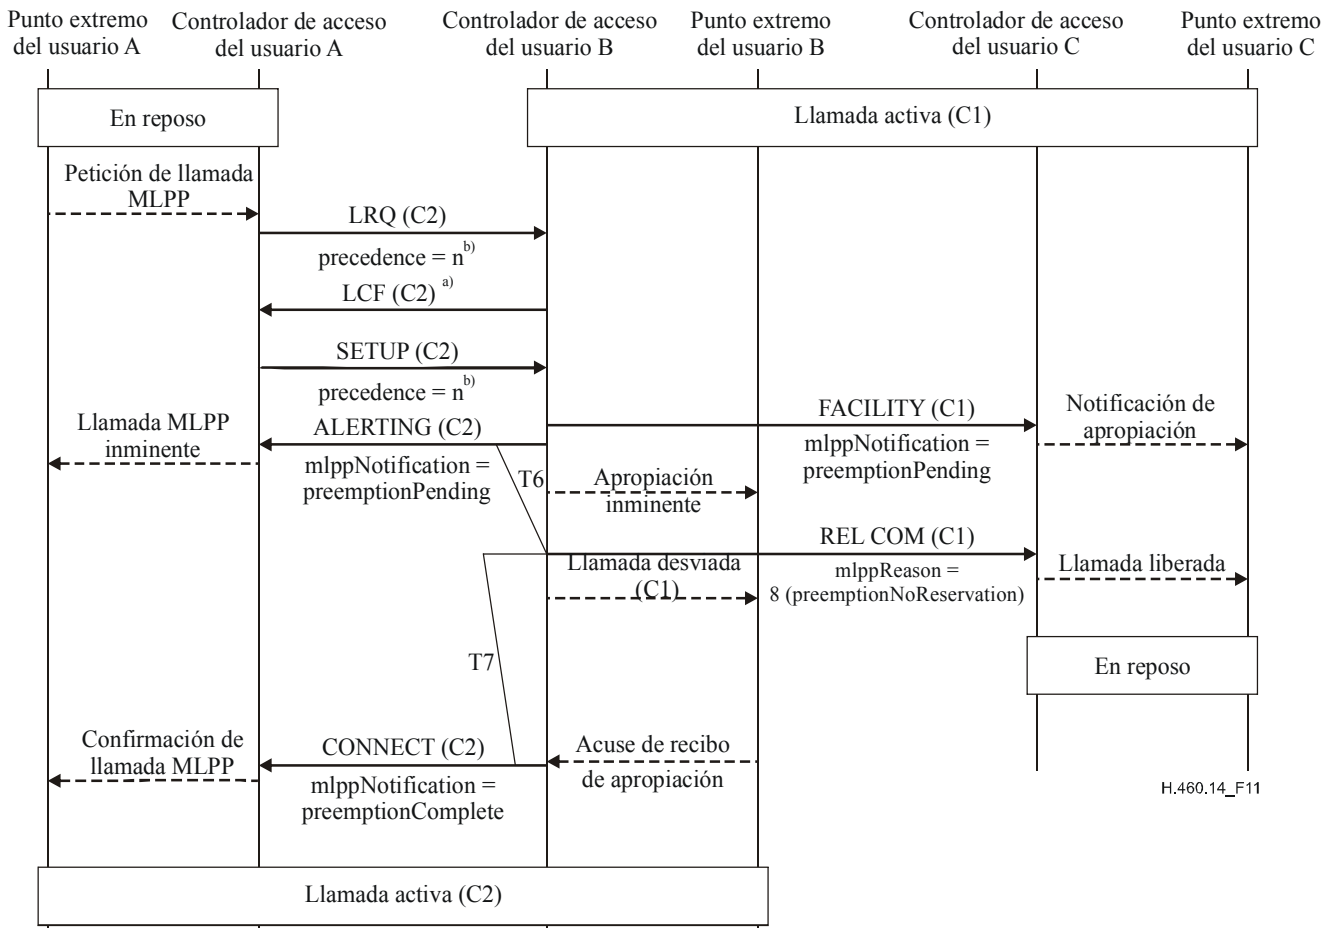 Punto extremo
del usuario A
Controlador de acceso
del usuario A
Controlador de acceso
del usuario B
Punto extremo
del usuario B
Controlador de acceso
del usuario C
Punto extremo
del usuario C
En reposo
Llamada activa (C1)
Petición de llamada
MLPP
LRQ (C2)
precedence = n b)
LCF (C2) a)
SETUP (C2)
precedence = n b)
Llamada MLPP
inminente
ALERTING (C2)
mlppNotification =
preemptionPending
FACILITY (C1)
mlppNotification =
preemptionPending
Notificación de
apropiación
T6
Apropiación
inminente
REL COM (C1)
mlppReason =
8 (preemptionNoReservation)
Llamada desviada
(C1)
Llamada liberada
T7
En reposo
Confirmación de
llamada MLPP
CONNECT (C2)
mlppNotification =
preemptionComplete
Acuse de recibo
de apropiación
H.460.14_F11
Llamada activa (C2)